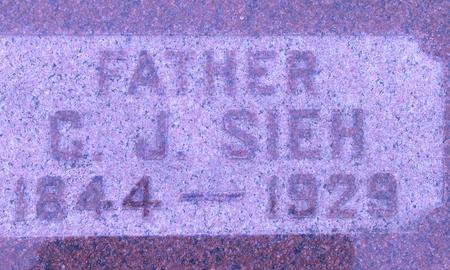 FATHER
C. J. SIEH
1844 — 1929